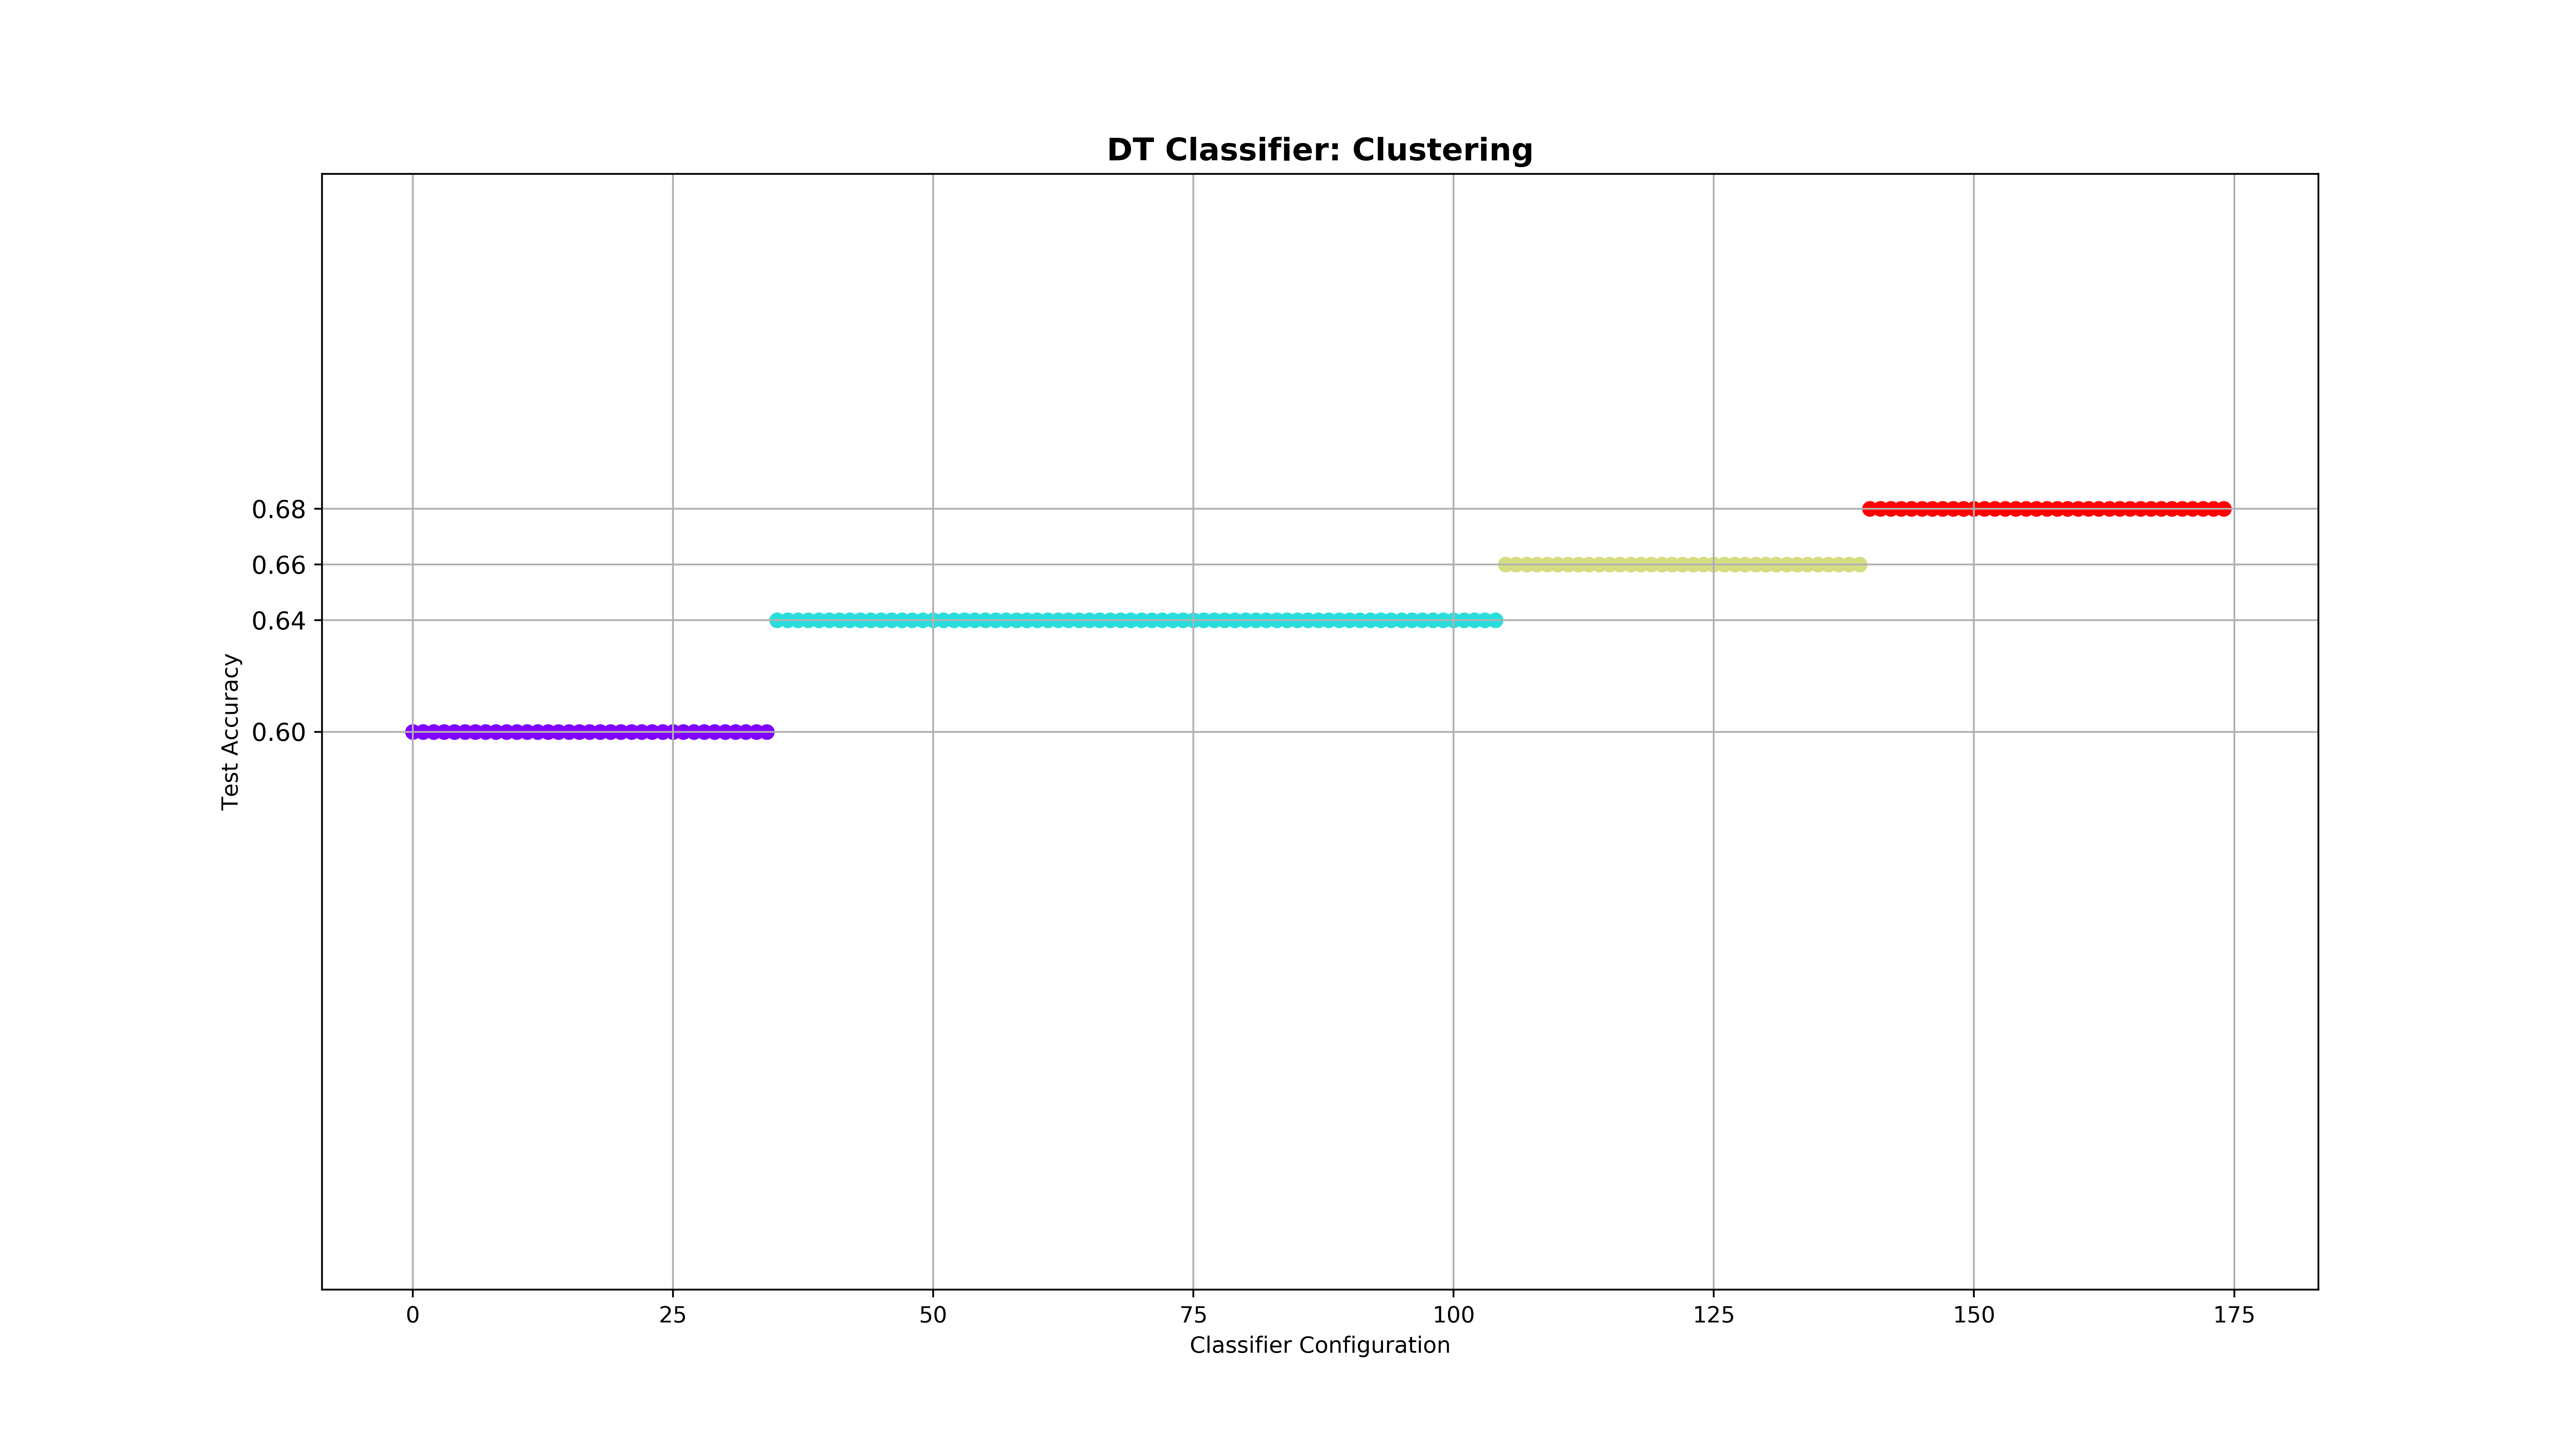 DT Classifier: Clustering
Test Accuracy
0.68
0.66
0.64
0.60
0 25 50 75 100 125 150 175
Classifier Configuration